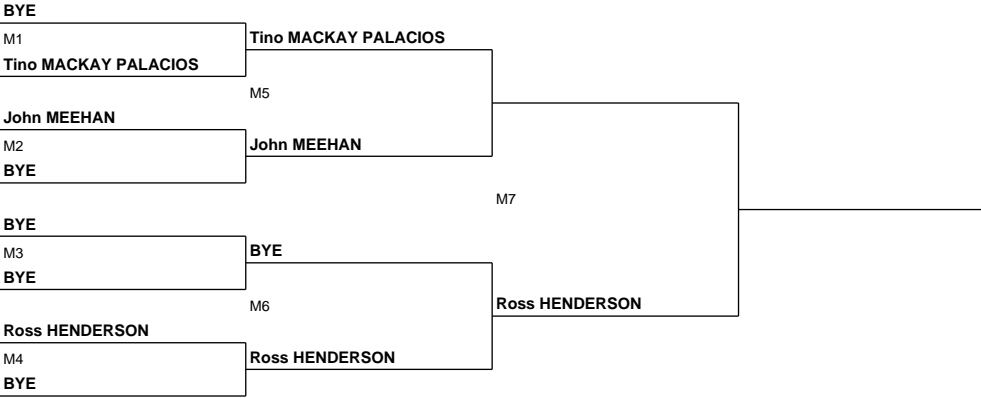 BYE
M1
Tino MACKAY PALACIOS
Tino MACKAY PALACIOS
M5
John MEEHAN
M2
John MEEHAN
BYE
M7
BYE
M3
BYE
BYE
M6
Ross HENDERSON
Ross HENDERSON
M4
Ross HENDERSON
BYE